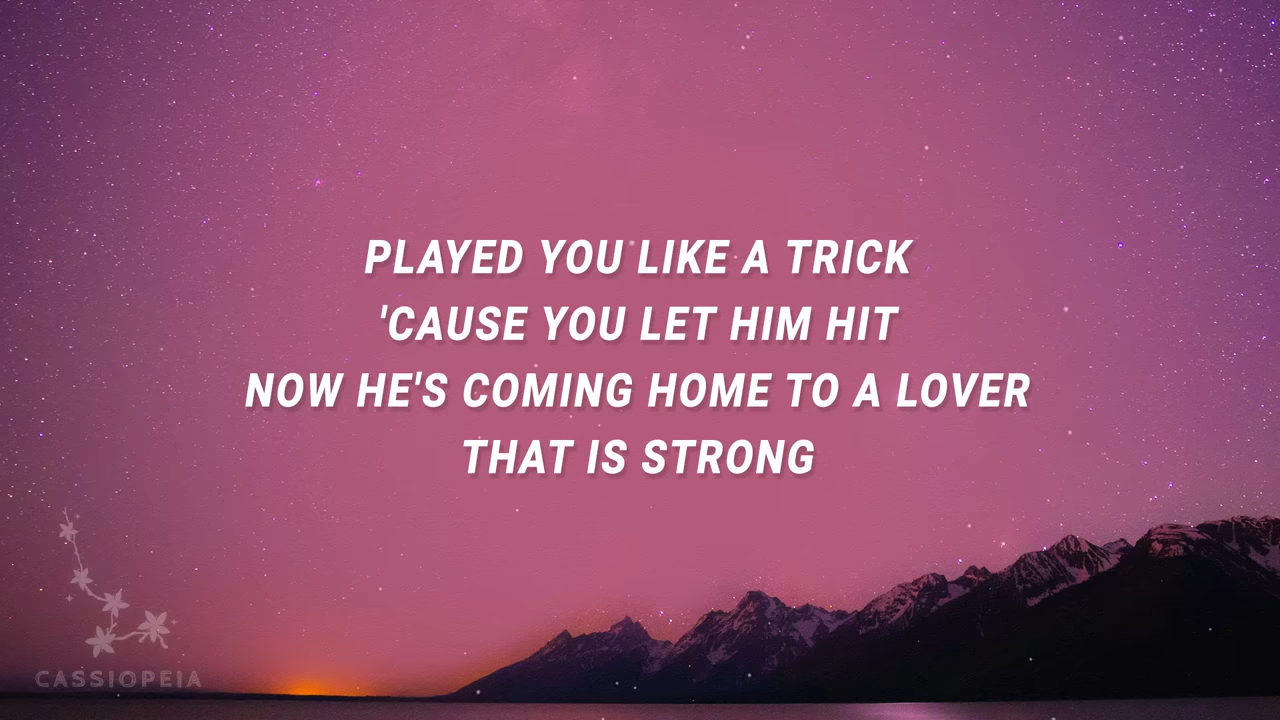 PLAYED YOU LIKE A TRICK
'CAUSE YOU LET HIM HIT
NOW HE'S COMING HOME TO A LOVER
THAT IS STRONG
CASSIOPEIA